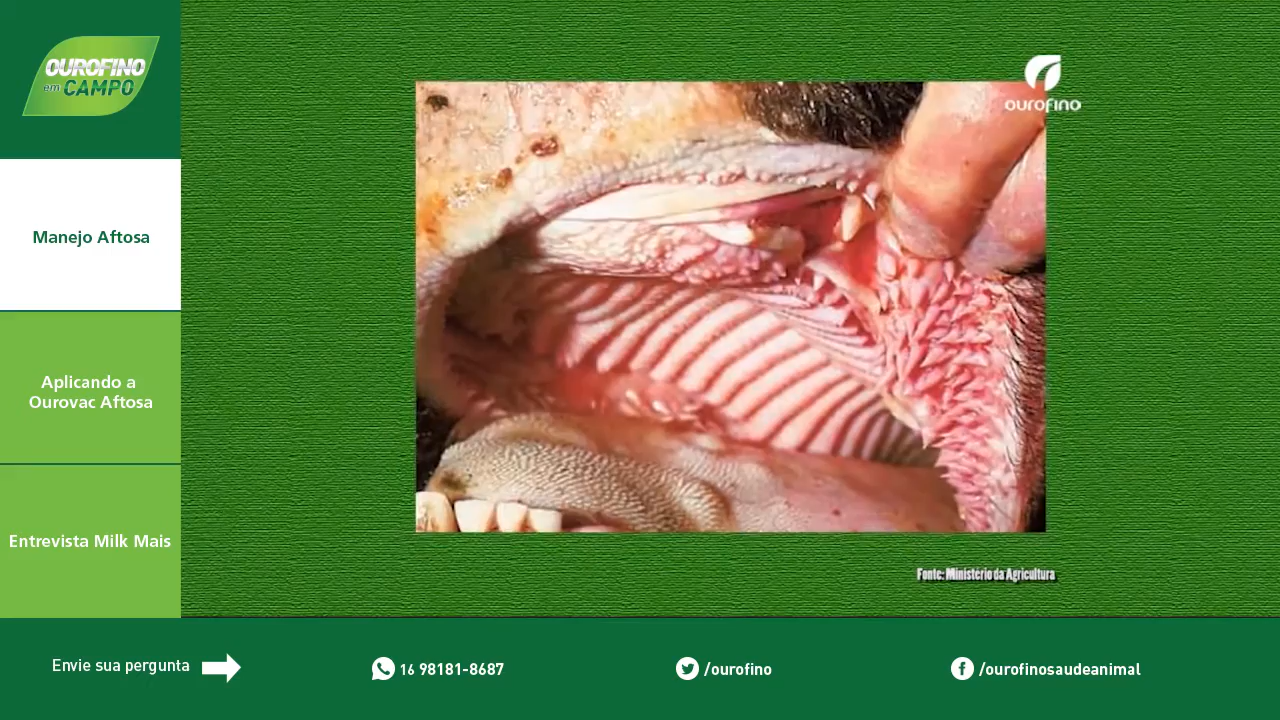 OUROFINO
em CAMPO
ourofino
Manejo Aftosa
Aplicando a
Ourovac Aftosa
Entrevista Milk Mais
Fonte: Ministério da Agricultura
Envie sua pergunta
16 98181-8687
/ourofino
/ourofinosaudeanimal